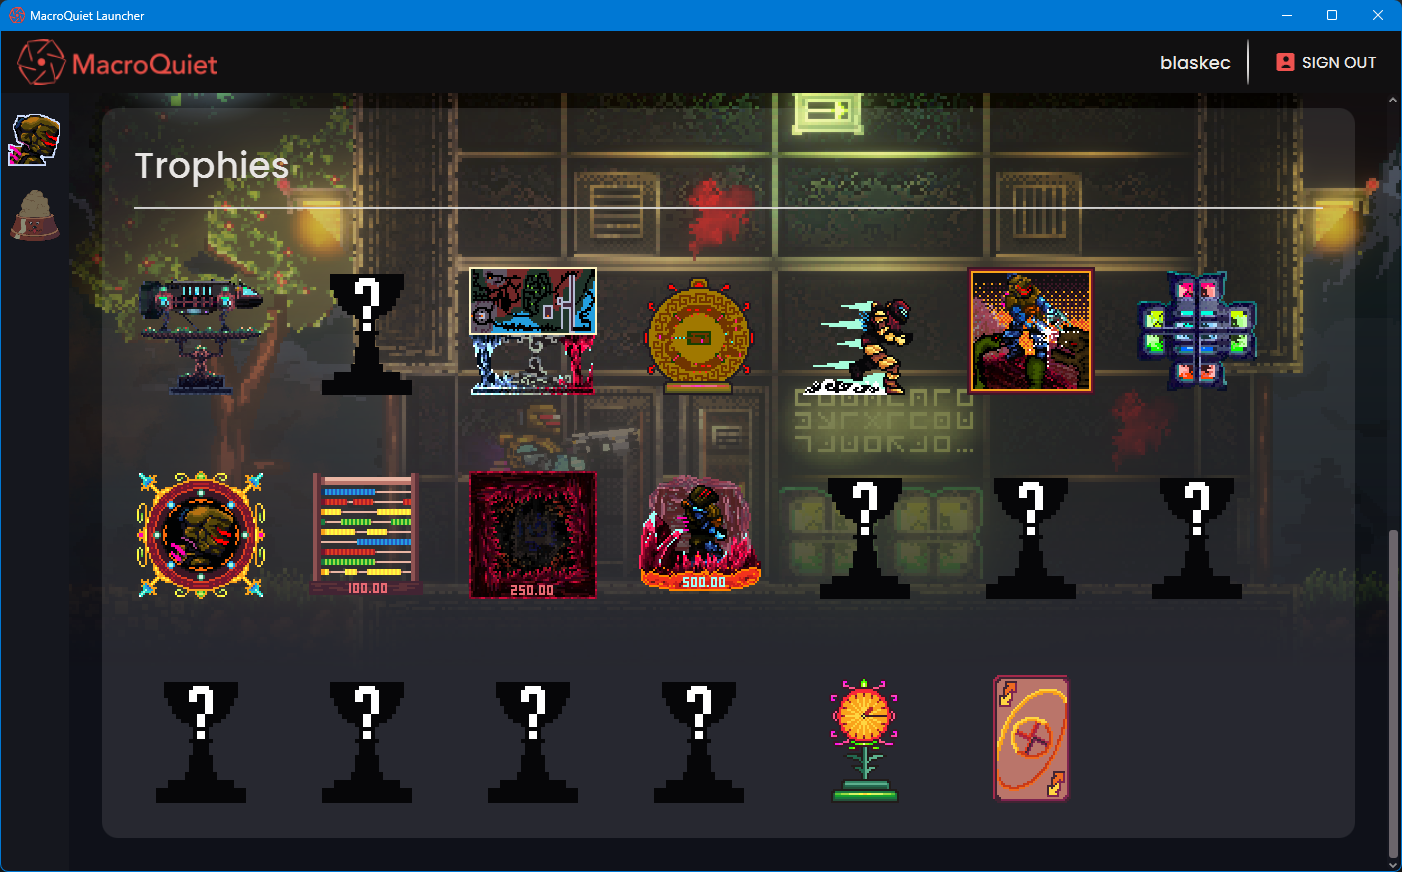 MacroQuiet Launcher
MacroQuiet
blaskec
SIGN OUT
Trophies
?
100.00
250.00
500.00
?
?
?
?
?
?
?